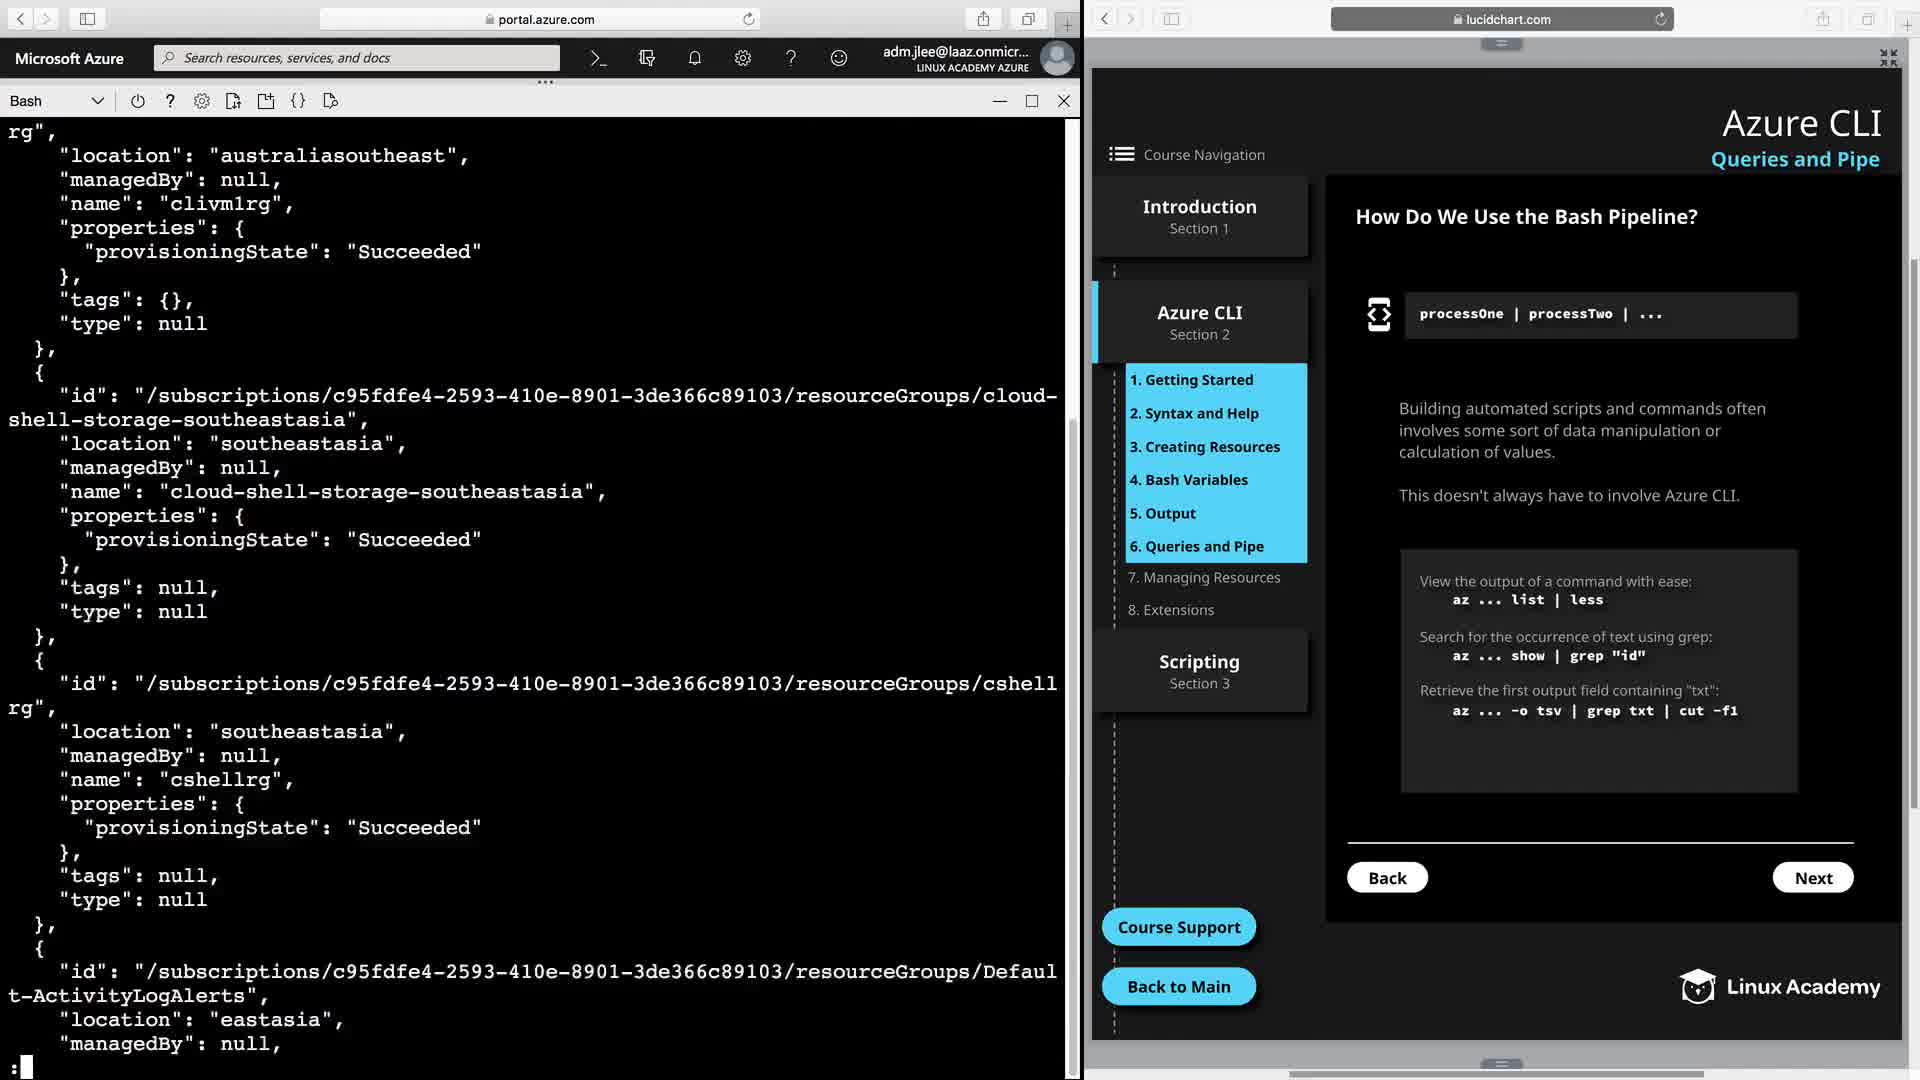 portal.azure.com
Microsoft Azure
Search resources, services, and docs
adm.jlee@laaz.onmicr...
LINUX ACADEMY AZURE
Bash
rg",
"location": "australiasoutheast",
"managedBy": null,
"name": "clivm1rg",
"properties": {
"provisioningState": "Succeeded"
},
"tags": {},
"type": null
},
{
"id": "/subscriptions/c95fdfe4-2593-410e-8901-3de366c89103/resourceGroups/cloud-
shell-storage-southeastasia",
"location": "southeastasia",
"managedBy": null,
"name": "cloud-shell-storage-southeastasia",
"properties": {
"provisioningState": "Succeeded"
},
"tags": null,
"type": null
},
{
"id": "/subscriptions/c95fdfe4-2593-410e-8901-3de366c89103/resourceGroups/cshell
rg",
"location": "southeastasia",
"managedBy": null,
"name": "cshellrg",
"properties": {
"provisioningState": "Succeeded"
},
"tags": null,
"type": null
},
{
"id": "/subscriptions/c95fdfe4-2593-410e-8901-3de366c89103/resourceGroups/Defaul
t-ActivityLogAlerts",
"location": "eastasia",
"managedBy": null,
:
lucidchart.com
Azure CLI
Queries and Pipe
Course Navigation
Introduction
Section 1
Azure CLI
Section 2
1. Getting Started
2. Syntax and Help
3. Creating Resources
4. Bash Variables
5. Output
6. Queries and Pipe
7. Managing Resources
8. Extensions
Scripting
Section 3
Course Support
Back to Main
How Do We Use the Bash Pipeline?
processOne | processTwo | ...
Building automated scripts and commands often
involves some sort of data manipulation or
calculation of values.
This doesn't always have to involve Azure CLI.
View the output of a command with ease:
az ... list | less
Search for the occurrence of text using grep:
az ... show | grep "id"
Retrieve the first output field containing "txt":
az ... -o tsv | grep txt | cut -f1
Back
Next
Linux Academy